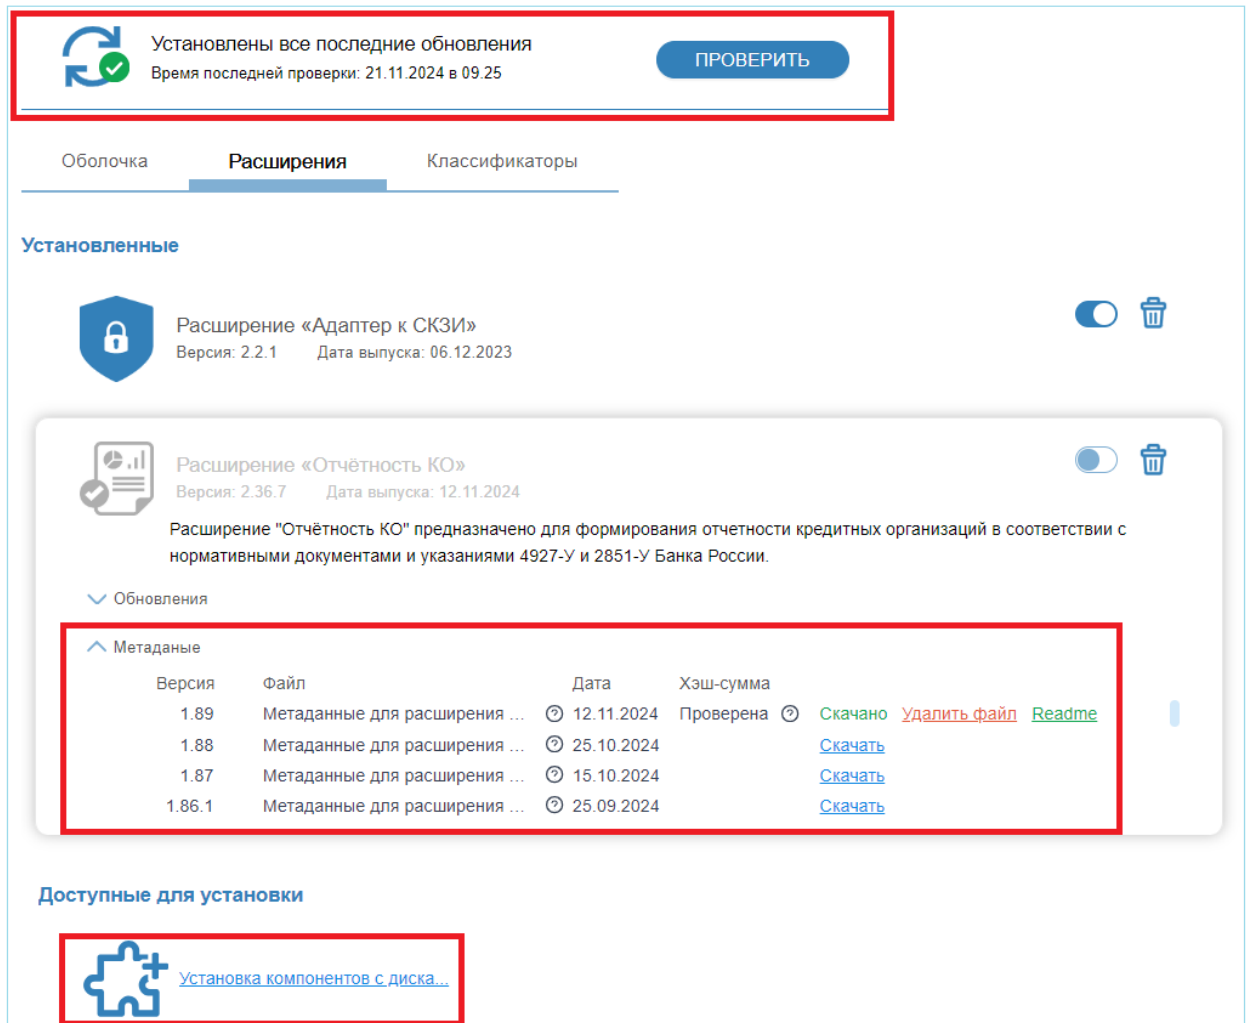 Установлены все последние обновления
Время последней проверки: 21.11.2024 в 09.25
ПРОВЕРИТЬ
Оболочка Расширения Классификаторы
Установленные
Расширение «Адаптер к СКЗИ»
Версия: 2.2.1 Дата выпуска: 06.12.2023
Расширение «Отчётность КО»
Версия: 2.36.7 Дата выпуска: 12.11.2024
Расширение "Отчётность КО" предназначено для формирования отчетности кредитных организаций в соответствии с
нормативными документами и указаниями 4927-У и 2851-У Банка России.
Обновления
Метаданые
Версия Файл Дата Хэш-сумма
1.89 Метаданные для расширения ... 12.11.2024 Проверена Скачано Удалить файл Readme
1.88 Метаданные для расширения ... 25.10.2024 Скачать
1.87 Метаданные для расширения ... 15.10.2024 Скачать
1.86.1 Метаданные для расширения ... 25.09.2024 Скачать
Доступные для установки
Установка компонентов с диска...